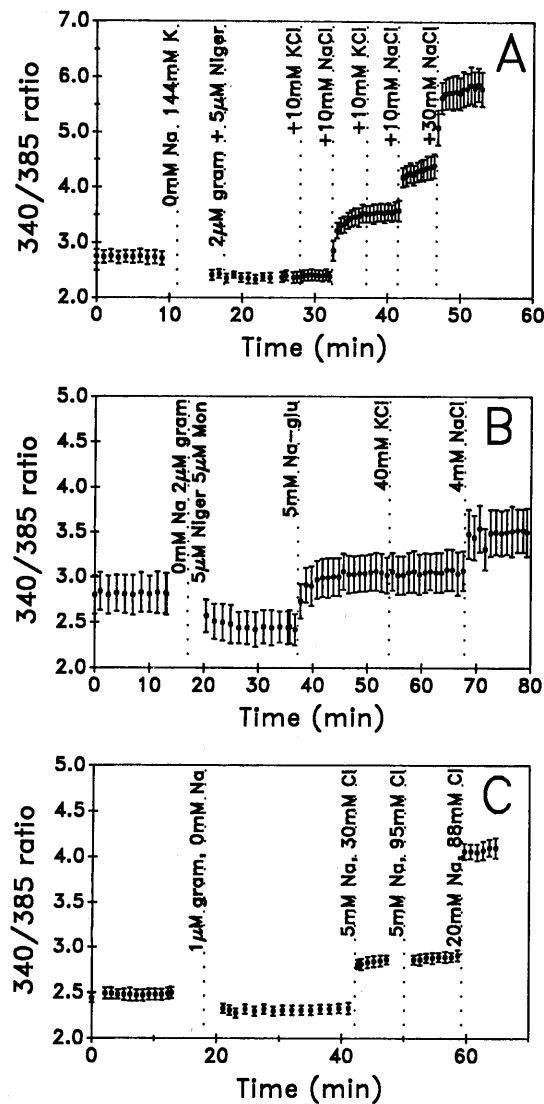 A
340/385 ratio
7.0
6.0
5.0
4.0
3.0
2.0
0mM Na 144mM K.
2µM gram + 5µM Niger
+10mM KCl
+10mM NaCl
+10mM KCl
+10mM NaCl
+30mM NaCl
0 10 20 30 40 50 60
Time (min)
B
340/385 ratio
5.0
4.5
4.0
3.5
3.0
2.5
2.0
0mM Na 2µM gram
5µM Niger 5µM Mon
5mM Na-glu
40mM KCl
4mM NaCl
0 10 20 30 40 50 60 70 80
Time (min)
C
340/385 ratio
5.0
4.5
4.0
3.5
3.0
2.5
2.0
1µM gram, 0mM Na
5mM Na, 30mM Cl
5mM Na, 95mM Cl
20mM Na, 88mM Cl
0 20 40 60
Time (min)